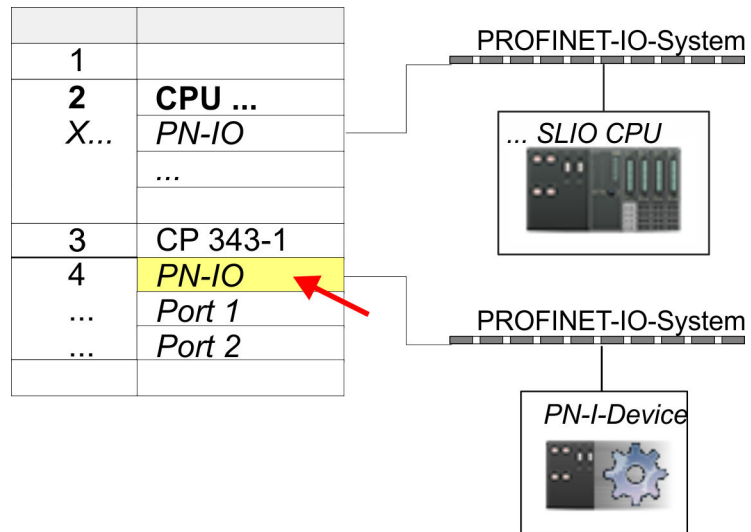 1
2 CPU ...
X... PN-IO
...
3 CP 343-1
4 PN-IO
... Port 1
... Port 2
PROFINET-IO-System
... SLIO CPU
PROFINET-IO-System
PN-I-Device